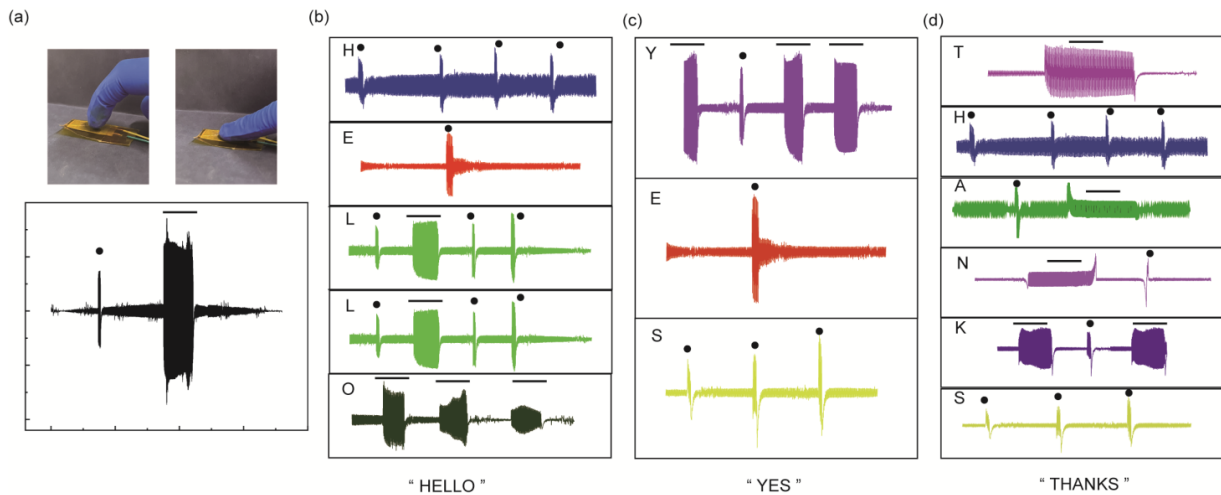 (a)
(b)
H
E
L
L
O
“ HELLO ”
(c)
Y
E
S
“ YES ”
(d)
T
H
A
N
K
S
“ THANKS ”